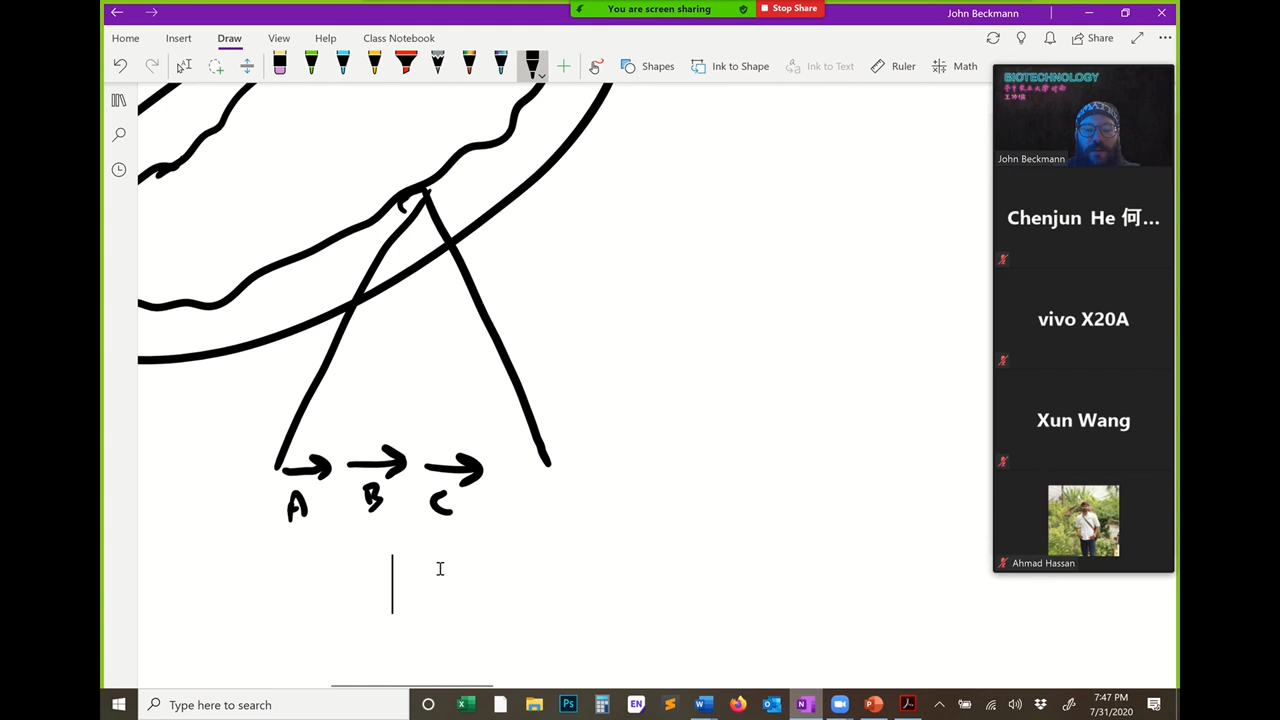 You are screen sharing
Stop Share
John Beckmann
Home Insert Draw View Help Class Notebook
Share
Shapes Ink to Shape Ink to Text Ruler Math
BIOTECHNOLOGY
John Beckmann
Chenjun He 何...
vivo X20A
Xun Wang
Ahmad Hassan
A B C
Type here to search
EN
7:47 PM
7/31/2020